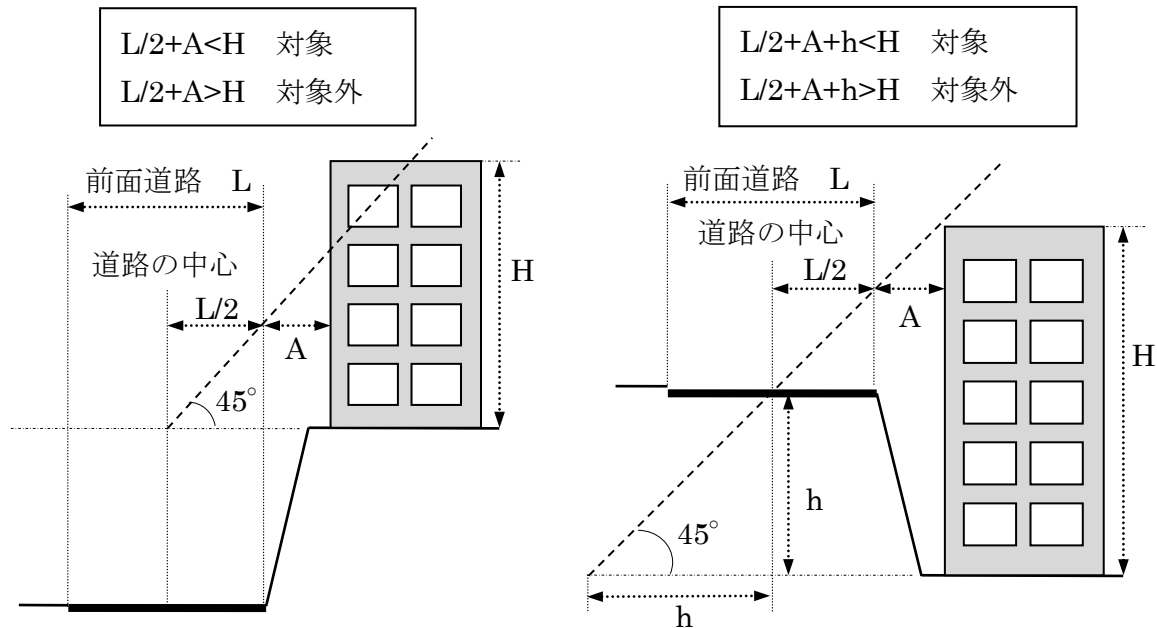 L/2+A<H 対象
L/2+A>H 対象外
前面道路 L
道路の中心
L/2
A
H
45°
L/2+A+h<H 対象
L/2+A+h>H 対象外
前面道路 L
道路の中心
L/2
A
H
h
45°
h